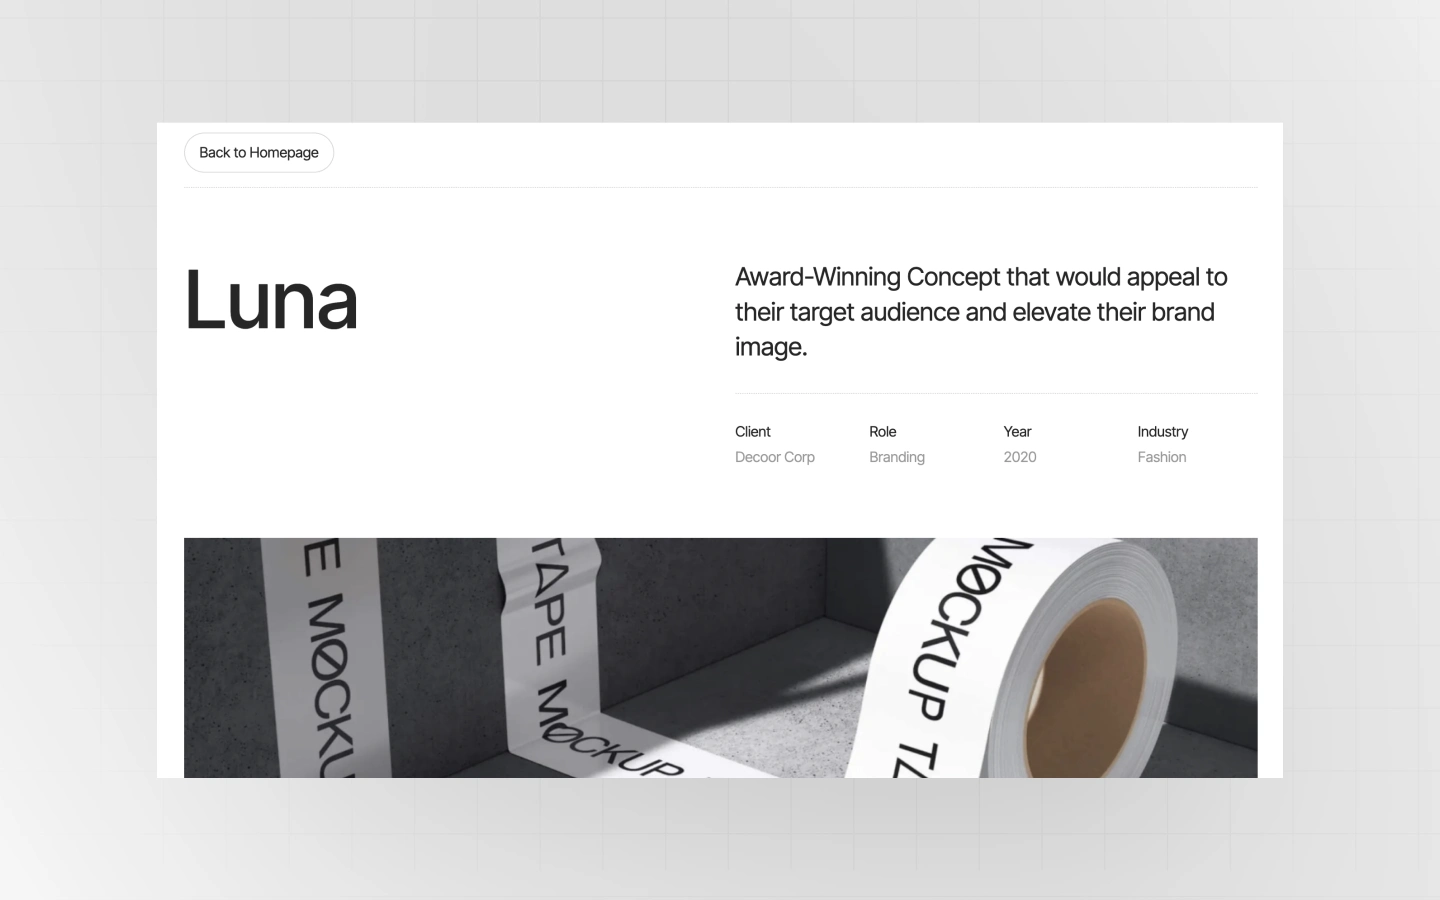 Back to Homepage
Luna
Award-Winning Concept that would appeal to
their target audience and elevate their brand
image.
Client
Decoor Corp
Role
Branding
Year
2020
Industry
Fashion
E MØCKU
TAPE MØCKUP
MØCKUP TA